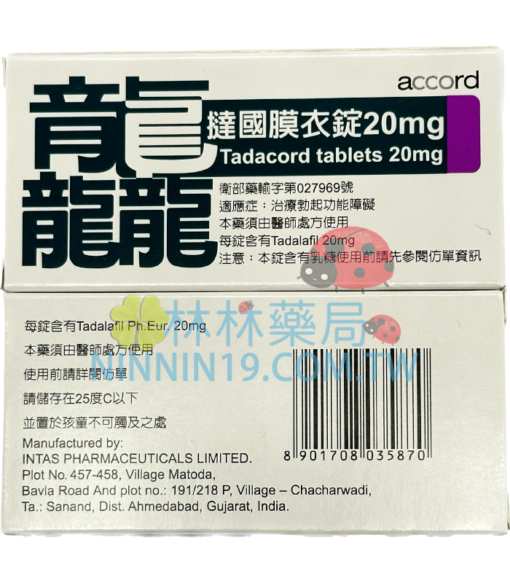 accord
龘撻國膜衣錠20mg
Tadacord tablets 20mg
衛部藥輸字第027969號
適應症：治療勃起功能障礙
本藥須由醫師處方使用
每錠含有Tadalafil 20mg
注意：本錠含有乳糖使用前請先參閱仿單資訊
林林藥局
NINNIN19.COM.TW
每錠含有Tadalafil Ph.Eur. 20mg
本藥須由醫師處方使用
使用前請詳閱仿單
請儲存在25度C以下
並置於孩童不可觸及之處
Manufactured by:
INTAS PHARMACEUTICALS LIMITED.
Plot No. 457-458, Village Matoda,
Bavla Road And plot no.: 191/218 P, Village – Chacharwadi,
Ta.: Sanand, Dist. Ahmedabad, Gujarat, India.
8 901708 035870